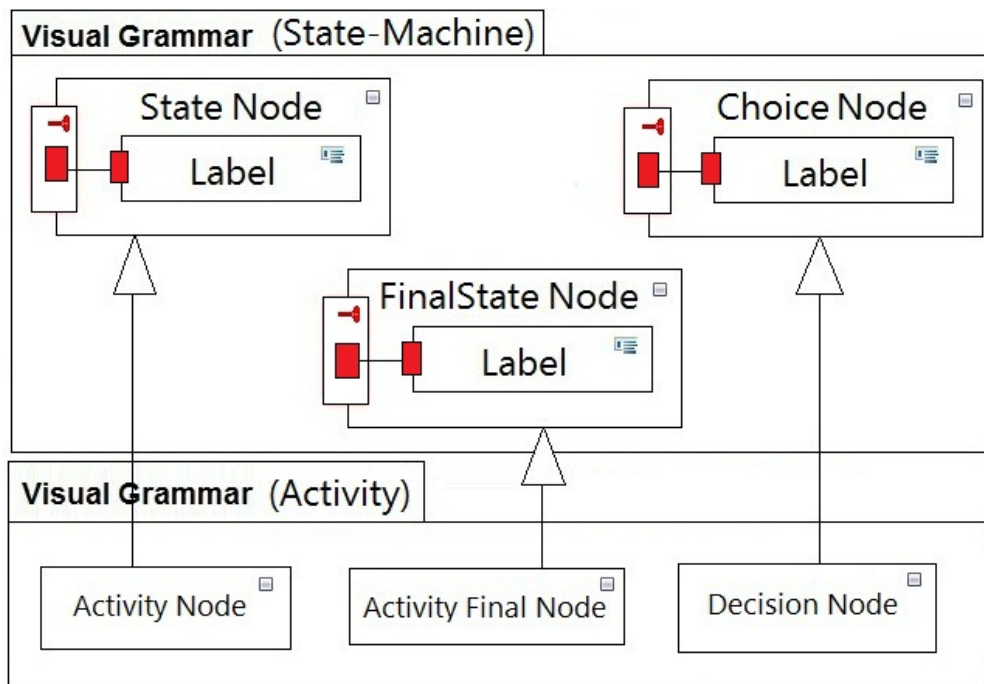 Visual Grammar (State-Machine)
State Node
Label
Choice Node
Label
FinalState Node
Label
Visual Grammar (Activity)
Activity Node
Activity Final Node
Decision Node